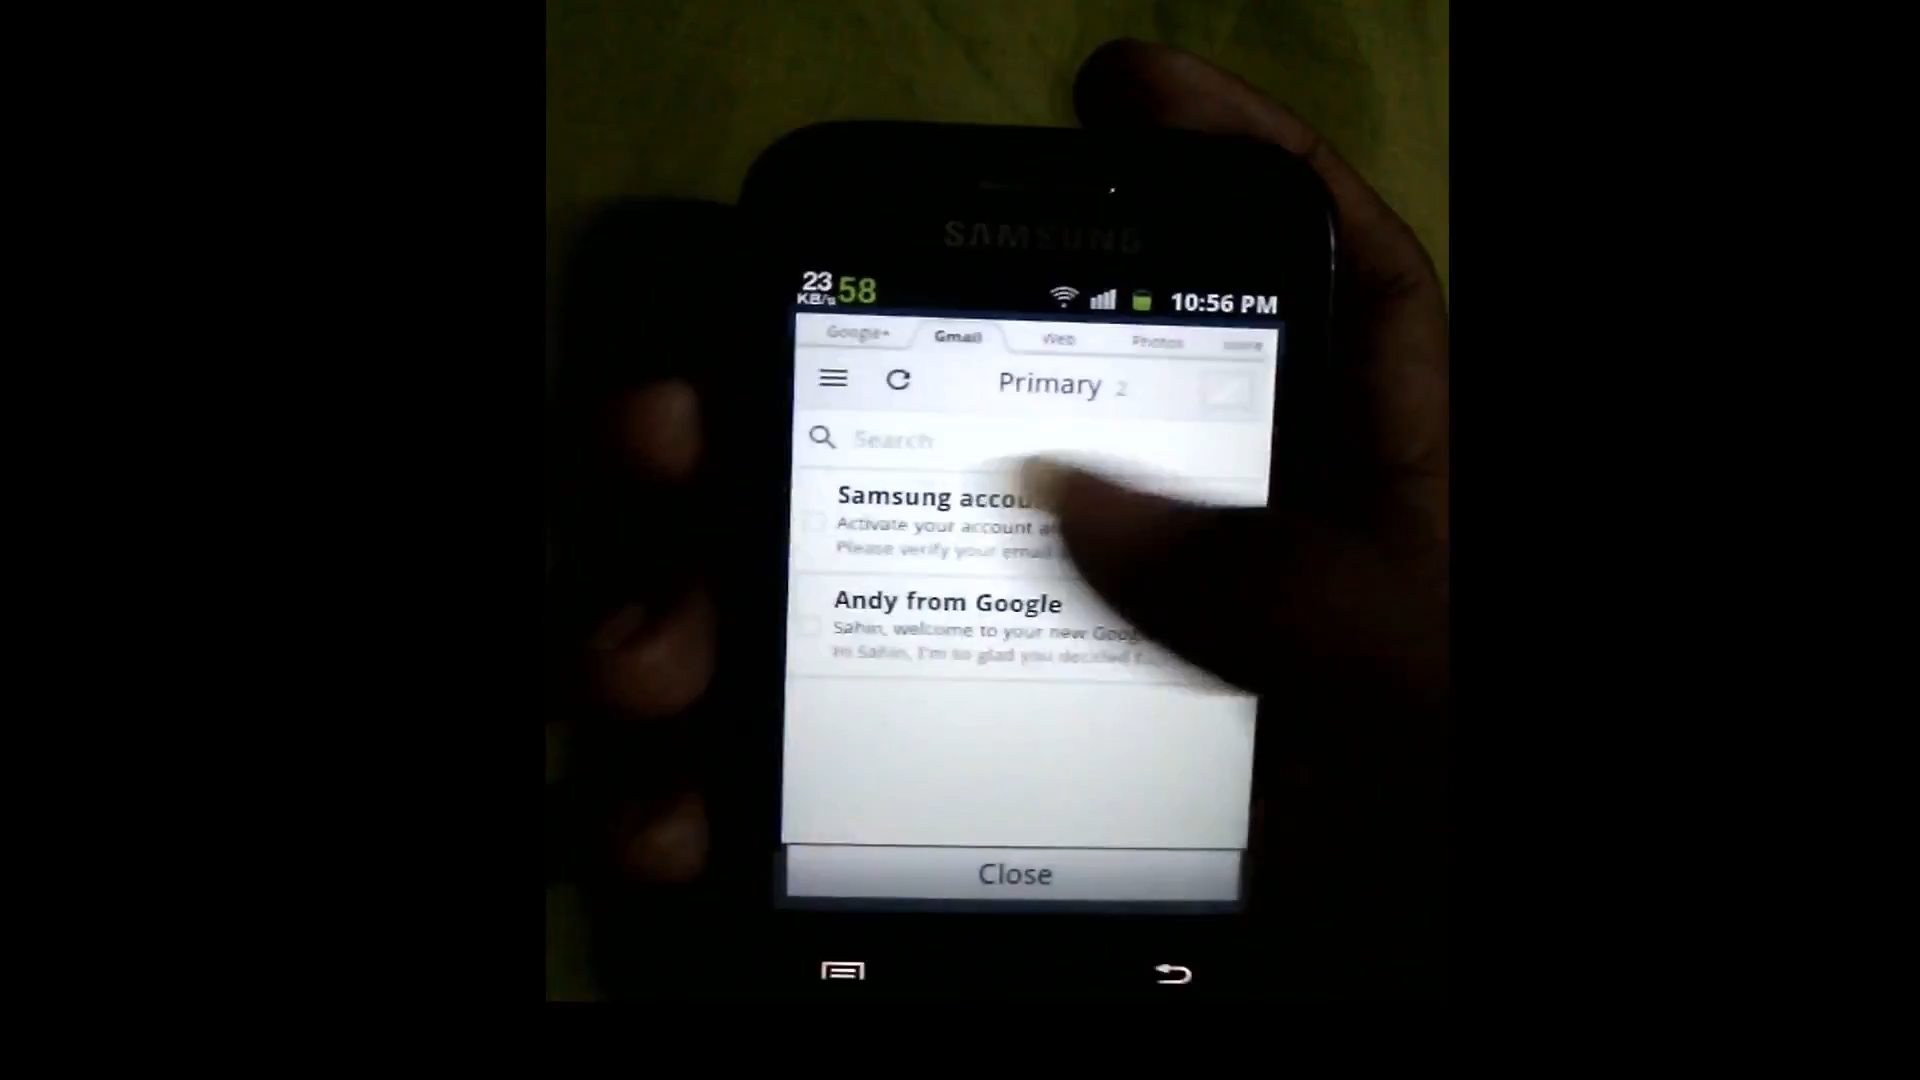 SAMSUNG
23 58
KB/s
10:56 PM
Google+ Gmail Web Photos more
Primary 2
Search
Samsung accou
Activate your account
Please verify your email
Andy from Google
Sahin, welcome to your new Goog
Hi Sahin, I'm so glad you decided t...
Close